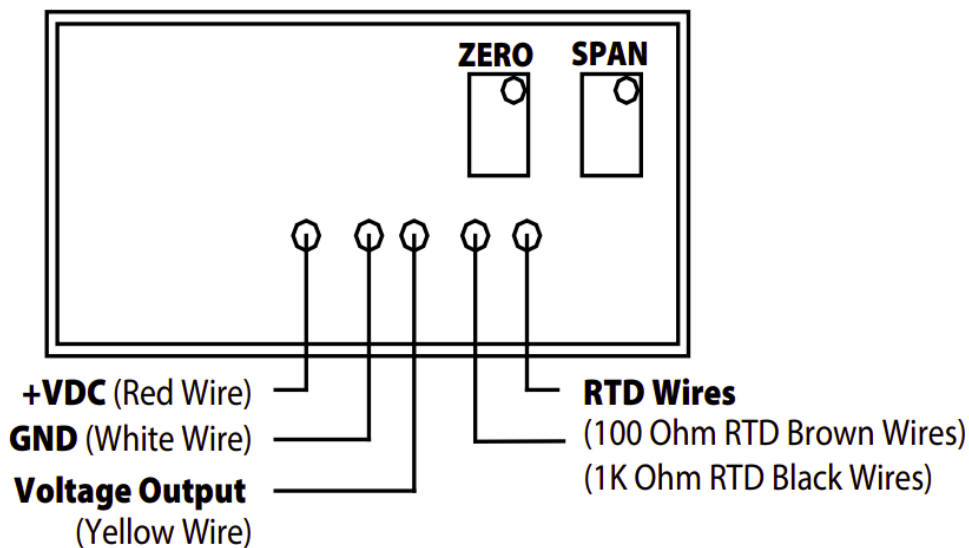 ZERO SPAN
+VDC (Red Wire)
GND (White Wire)
Voltage Output
(Yellow Wire)
RTD Wires
(100 Ohm RTD Brown Wires)
(1K Ohm RTD Black Wires)